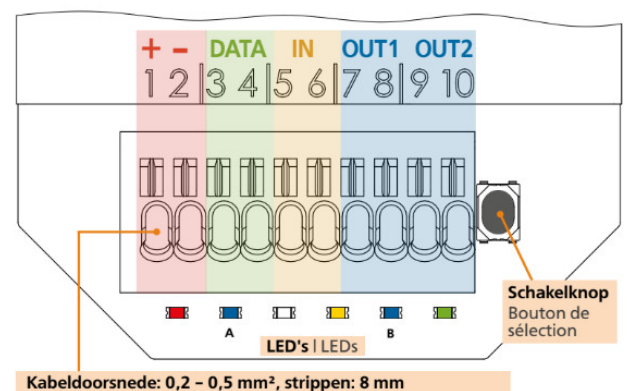 + – DATA IN OUT1 OUT2
1 2 3 4 5 6 7 8 9 10
A B
LED's | LEDs
Schakelknop
Bouton de
sélection
Kabeldoorsnede: 0,2 – 0,5 mm², strippen: 8 mm